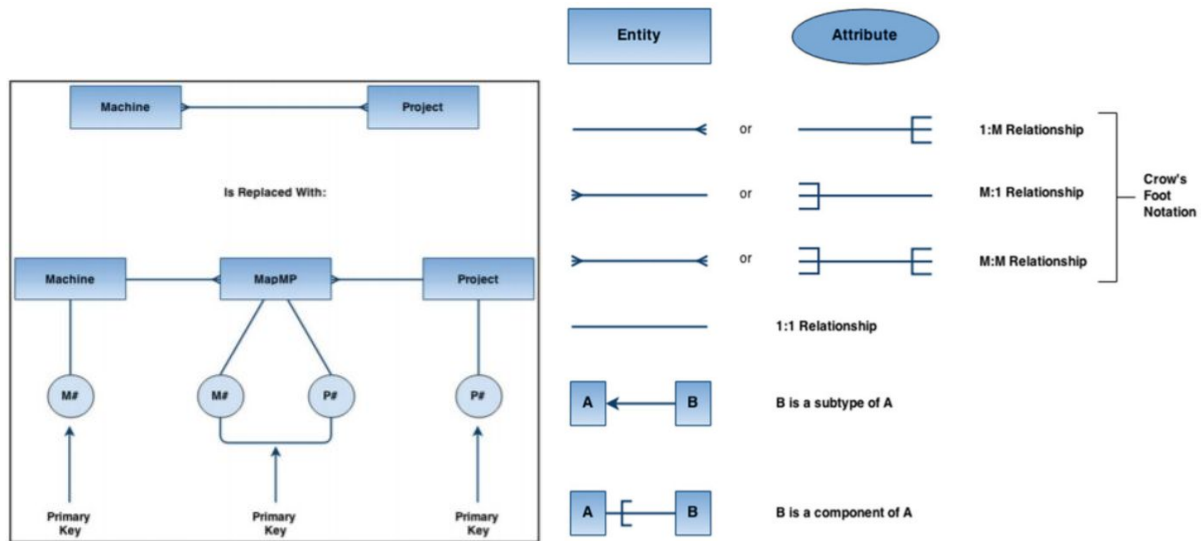 Machine
Project
Is Replaced With:
Machine
MapMP
Project
M#
M#
P#
P#
Primary
Key
Primary
Key
Primary
Key
Entity
Attribute
or
1:M Relationship
or
M:1 Relationship
or
M:M Relationship
Crow's
Foot
Notation
1:1 Relationship
A
B
B is a subtype of A
A
B
B is a component of A